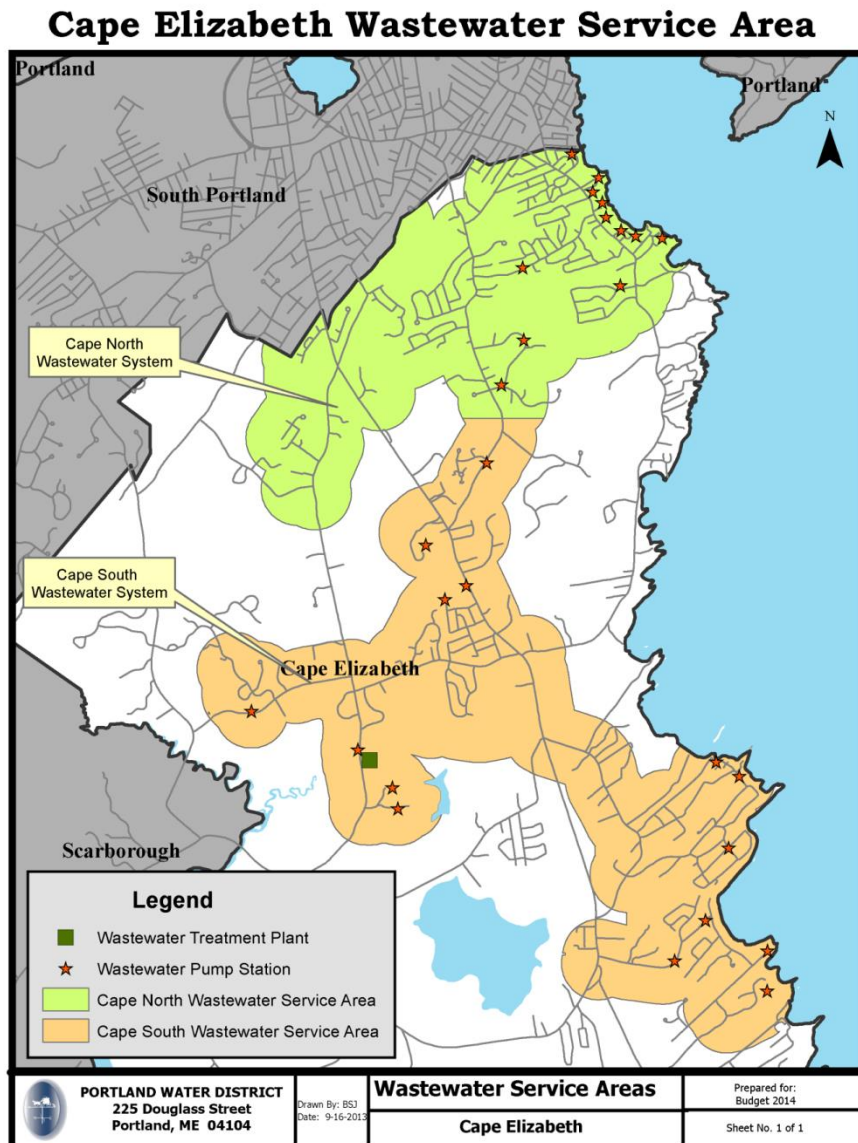 Cape Elizabeth Wastewater Service Area
Portland
Portland
N
South Portland
Cape North
Wastewater System
Cape South
Wastewater System
Cape Elizabeth
Scarborough
Legend
Wastewater Treatment Plant
Wastewater Pump Station
Cape North Wastewater Service Area
Cape South Wastewater Service Area
PORTLAND WATER DISTRICT
225 Douglass Street
Portland, ME 04104
Drawn By: BSJ
Date: 9-16-2013
Wastewater Service Areas
Cape Elizabeth
Prepared for:
Budget 2014
Sheet No. 1 of 1